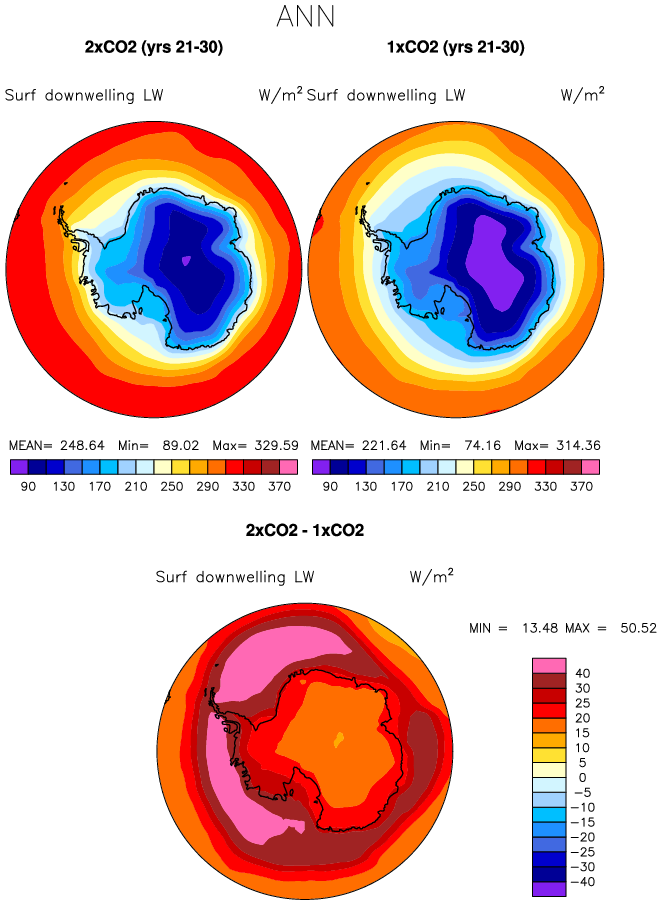 ANN
2xCO2 (yrs 21-30) 1xCO2 (yrs 21-30)
Surf downwelling LW W/m² Surf downwelling LW W/m²
MEAN= 248.64 Min= 89.02 Max= 329.59 MEAN= 221.64 Min= 74.16 Max= 314.36
90 130 170 210 250 290 330 370 90 130 170 210 250 290 330 370
2xCO2 - 1xCO2
Surf downwelling LW W/m²
MIN = 13.48 MAX = 50.52
40
30
25
20
15
10
5
0
-5
-10
-15
-20
-25
-30
-40